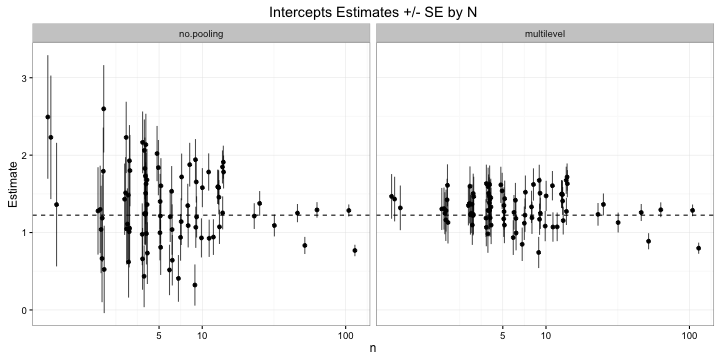 Intercepts Estimates +/- SE by N
no.pooling
multilevel
Estimate
3
2
1
0
5
10
100
5
10
100
n